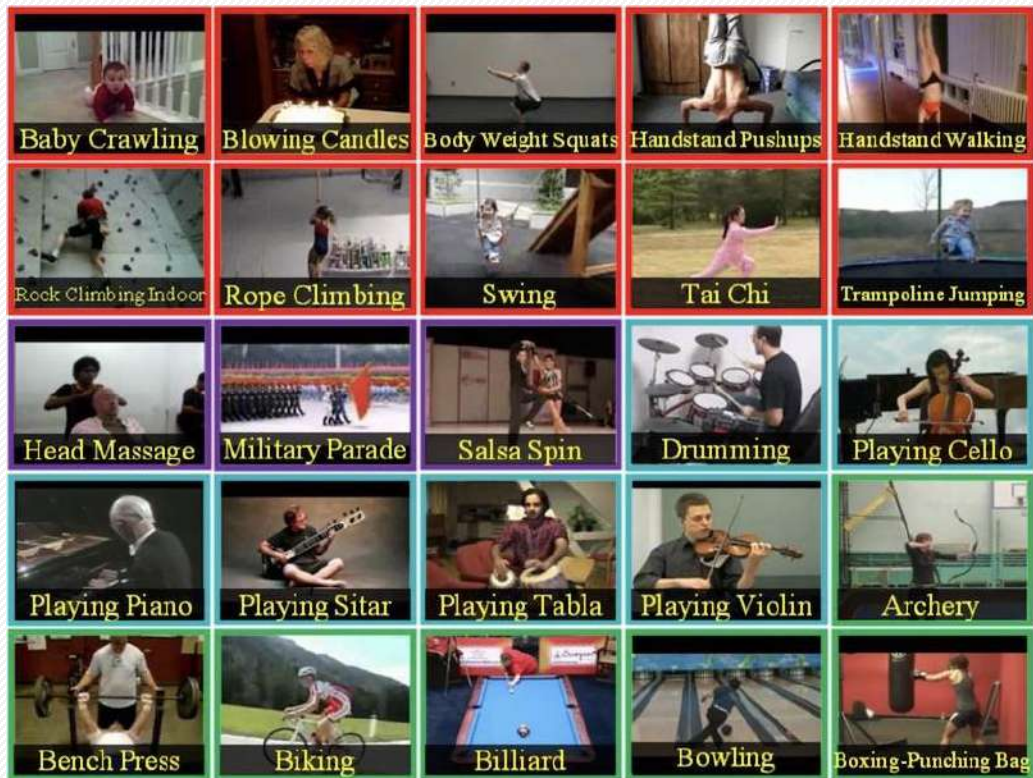 Baby Crawling
Blowing Candles
Body Weight Squats
Handstand Pushups
Handstand Walking
Rock Climbing Indoor
Rope Climbing
Swing
Tai Chi
Trampoline Jumping
Head Massage
Military Parade
Salsa Spin
Drumming
Playing Cello
Playing Piano
Playing Sitar
Playing Tabla
Playing Violin
Archery
Bench Press
Biking
Billiard
Bowling
Boxing-Punching Bag